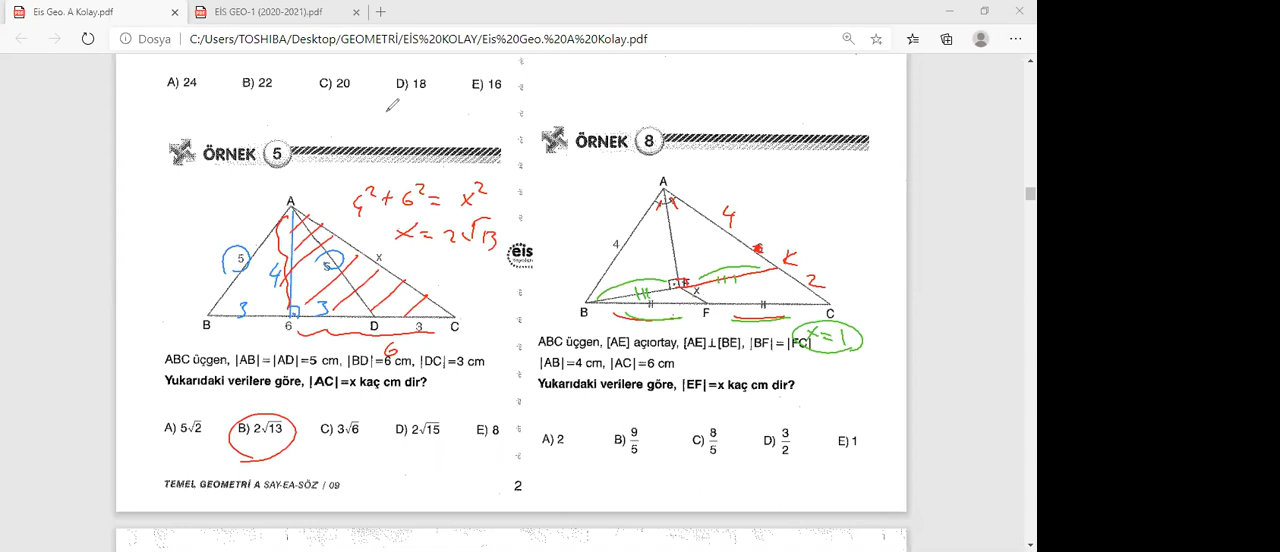 Eis Geo. A Kolay.pdf
EİS GEO-1 (2020-2021).pdf
Dosya
C:/Users/TOSHIBA/Desktop/GEOMETRİ/EİS%20KOLAY/Eis%20Geo.%20A%20Kolay.pdf
A) 24 B) 22 C) 20 D) 18 E) 16
ÖRNEK 5
A
4² + 6² = x²
x = 2√13
5
4
5
x
B
3
6
3
D
3
C
6
ABC üçgen, |AB|=|AD|=5 cm, |BD|=6 cm, |DC|=3 cm
Yukarıdaki verilere göre, |AC|=x kaç cm dir?
A) 5√2 B) 2√13 C) 3√6 D) 2√15 E) 8
TEMEL GEOMETRİ A SAY-EA-SÖZ / 09
2
eis
ÖRNEK 8
A
4
4
K
2
x
B
F
C
x=1
ABC üçgen, [AE] açıortay, [AE]⊥[BE], |BF|=|FC|
|AB|=4 cm, |AC|=6 cm
Yukarıdaki verilere göre, |EF|=x kaç cm dir?
A) 2 B) 9/5 C) 8/5 D) 3/2 E) 1